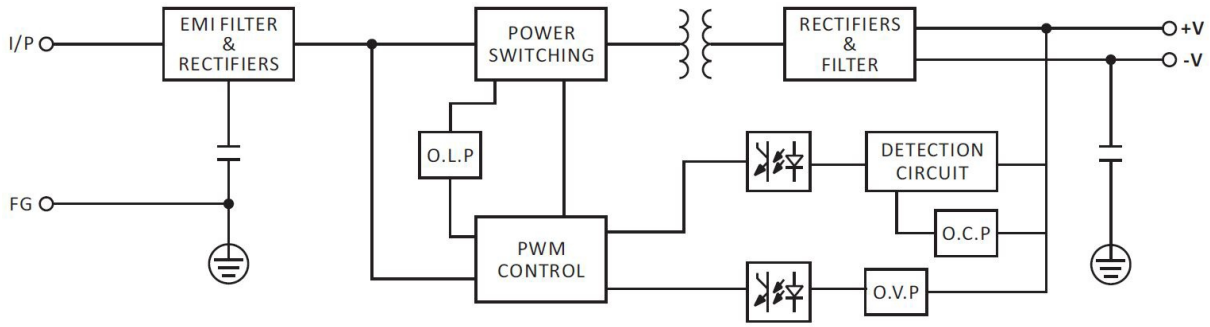 I/P
EMI FILTER
&
RECTIFIERS
POWER
SWITCHING
RECTIFIERS
&
FILTER
+V
-V
O.L.P
DETECTION
CIRCUIT
FG
O.C.P
PWM
CONTROL
O.V.P